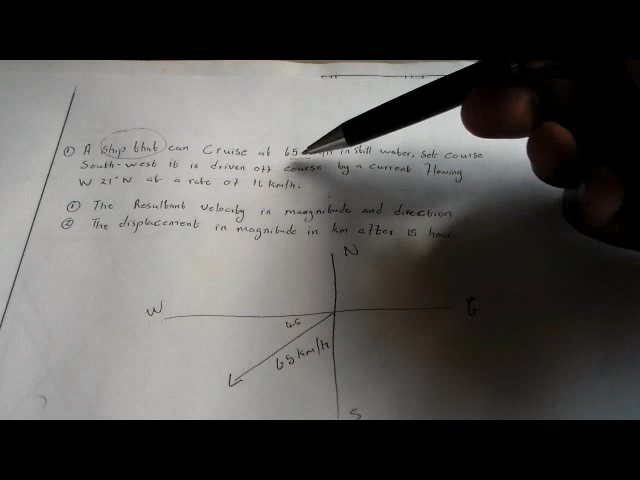 ① A ship that can Cruise at 65 in still water, set course
South-west it is driven off course by a current flowing
W 21° N at a rate of 16 km/h.
① The Resultant velocity in magnitude and direction
② The displacement in magnitude in km after 15
N
W
E
45
65 km/h
S